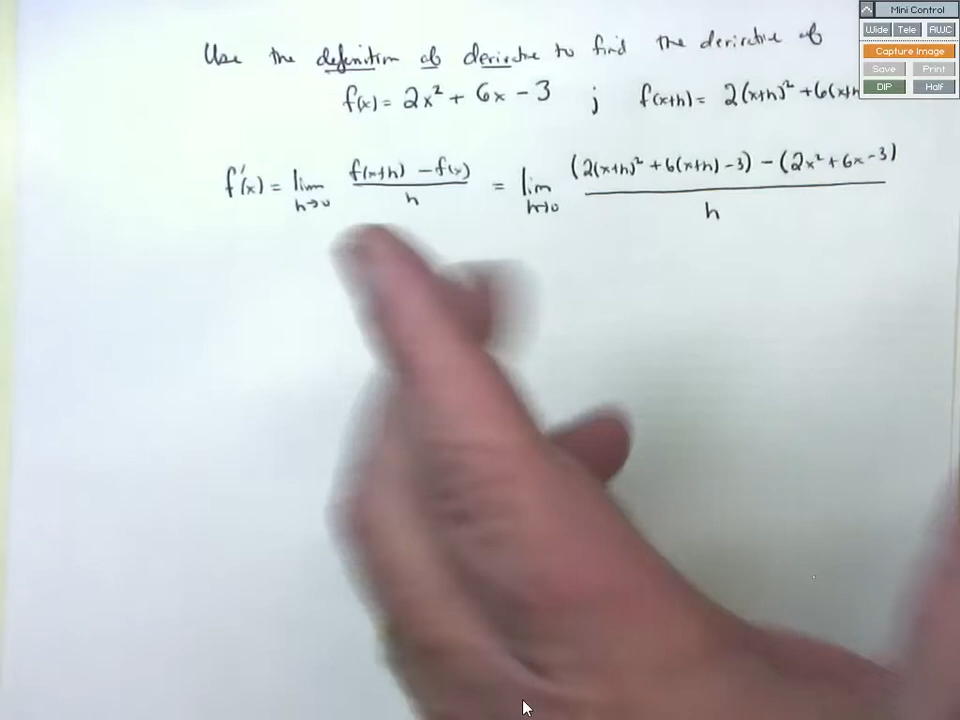 Mini Control
Wide Tele AWC
Capture Image
Save Print
DIP Half
Use the definition of derivative to find the derivative of
f(x) = 2x² + 6x - 3 ; f(x+h) = 2(x+h)² + 6(x+h
f'(x) = lim h→0 f(x+h) - f(x) / h = lim h→0 (2(x+h)² + 6(x+h) - 3) - (2x² + 6x - 3) / h